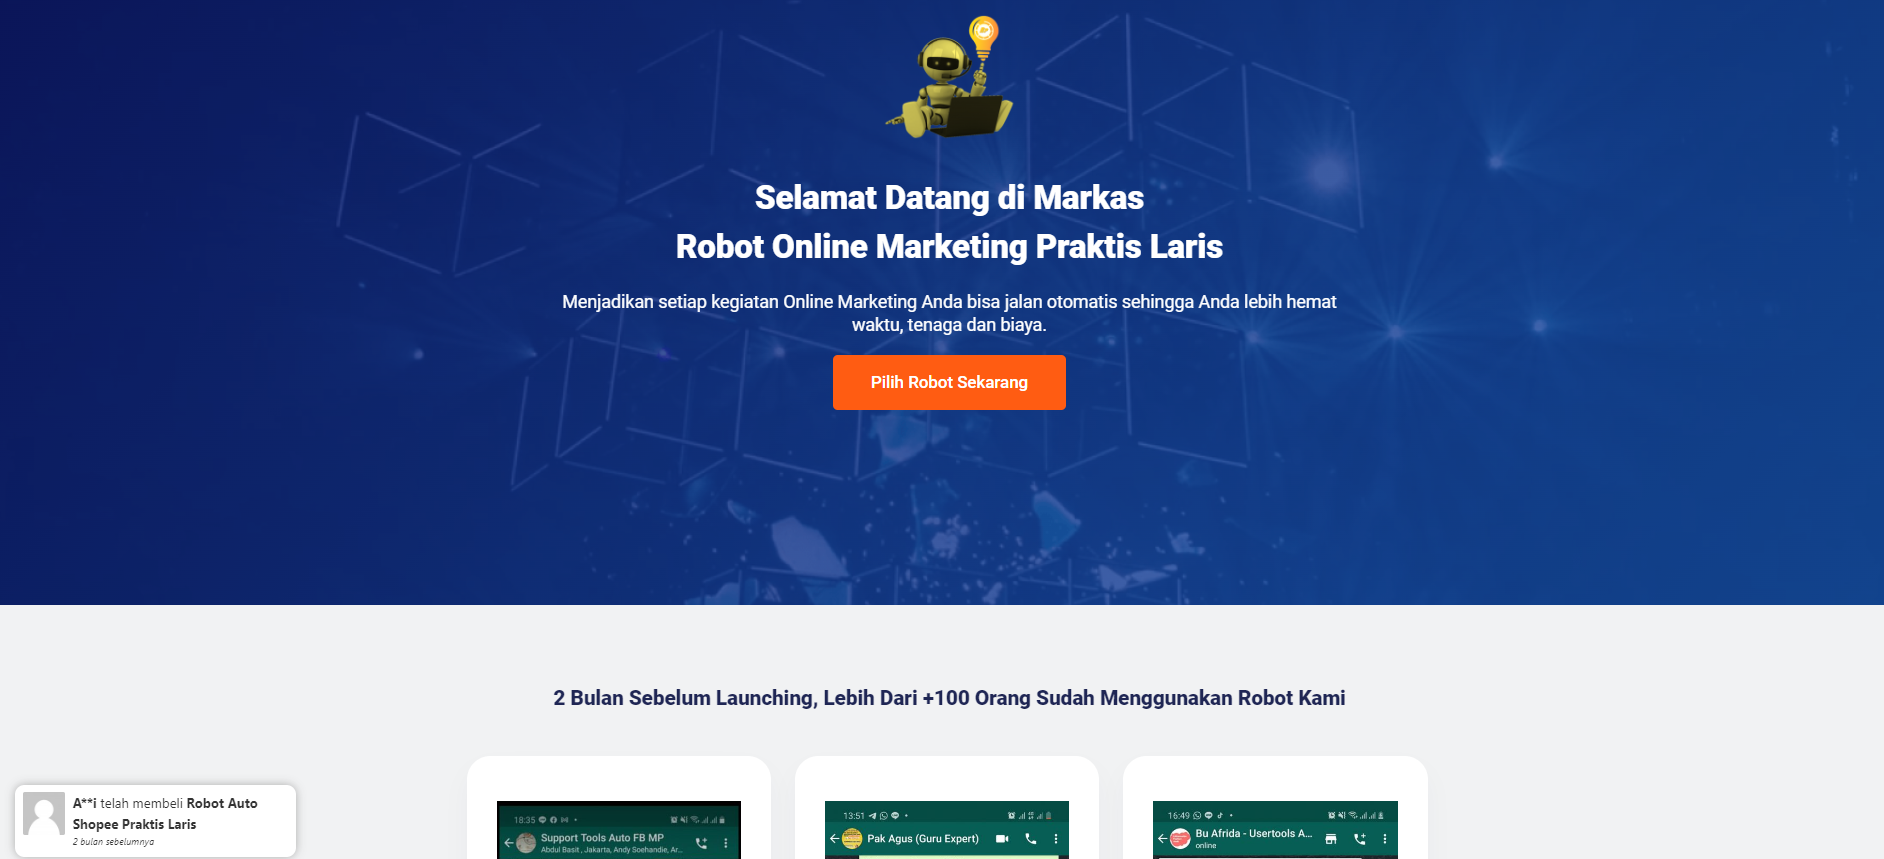 Selamat Datang di Markas
Robot Online Marketing Praktis Laris
Menjadikan setiap kegiatan Online Marketing Anda bisa jalan otomatis sehingga Anda lebih hemat
waktu, tenaga dan biaya.
Pilih Robot Sekarang
2 Bulan Sebelum Launching, Lebih Dari +100 Orang Sudah Menggunakan Robot Kami
A**i telah membeli Robot Auto
Shopee Praktis Laris
2 bulan sebelumnya
18:35
Support Tools Auto FB MP
Abdul Basit , Jakarta, Andy Soehandie, Ar...
13:51
Pak Agus (Guru Expert)
16:49
Bu Afrida - Usertools A...
online